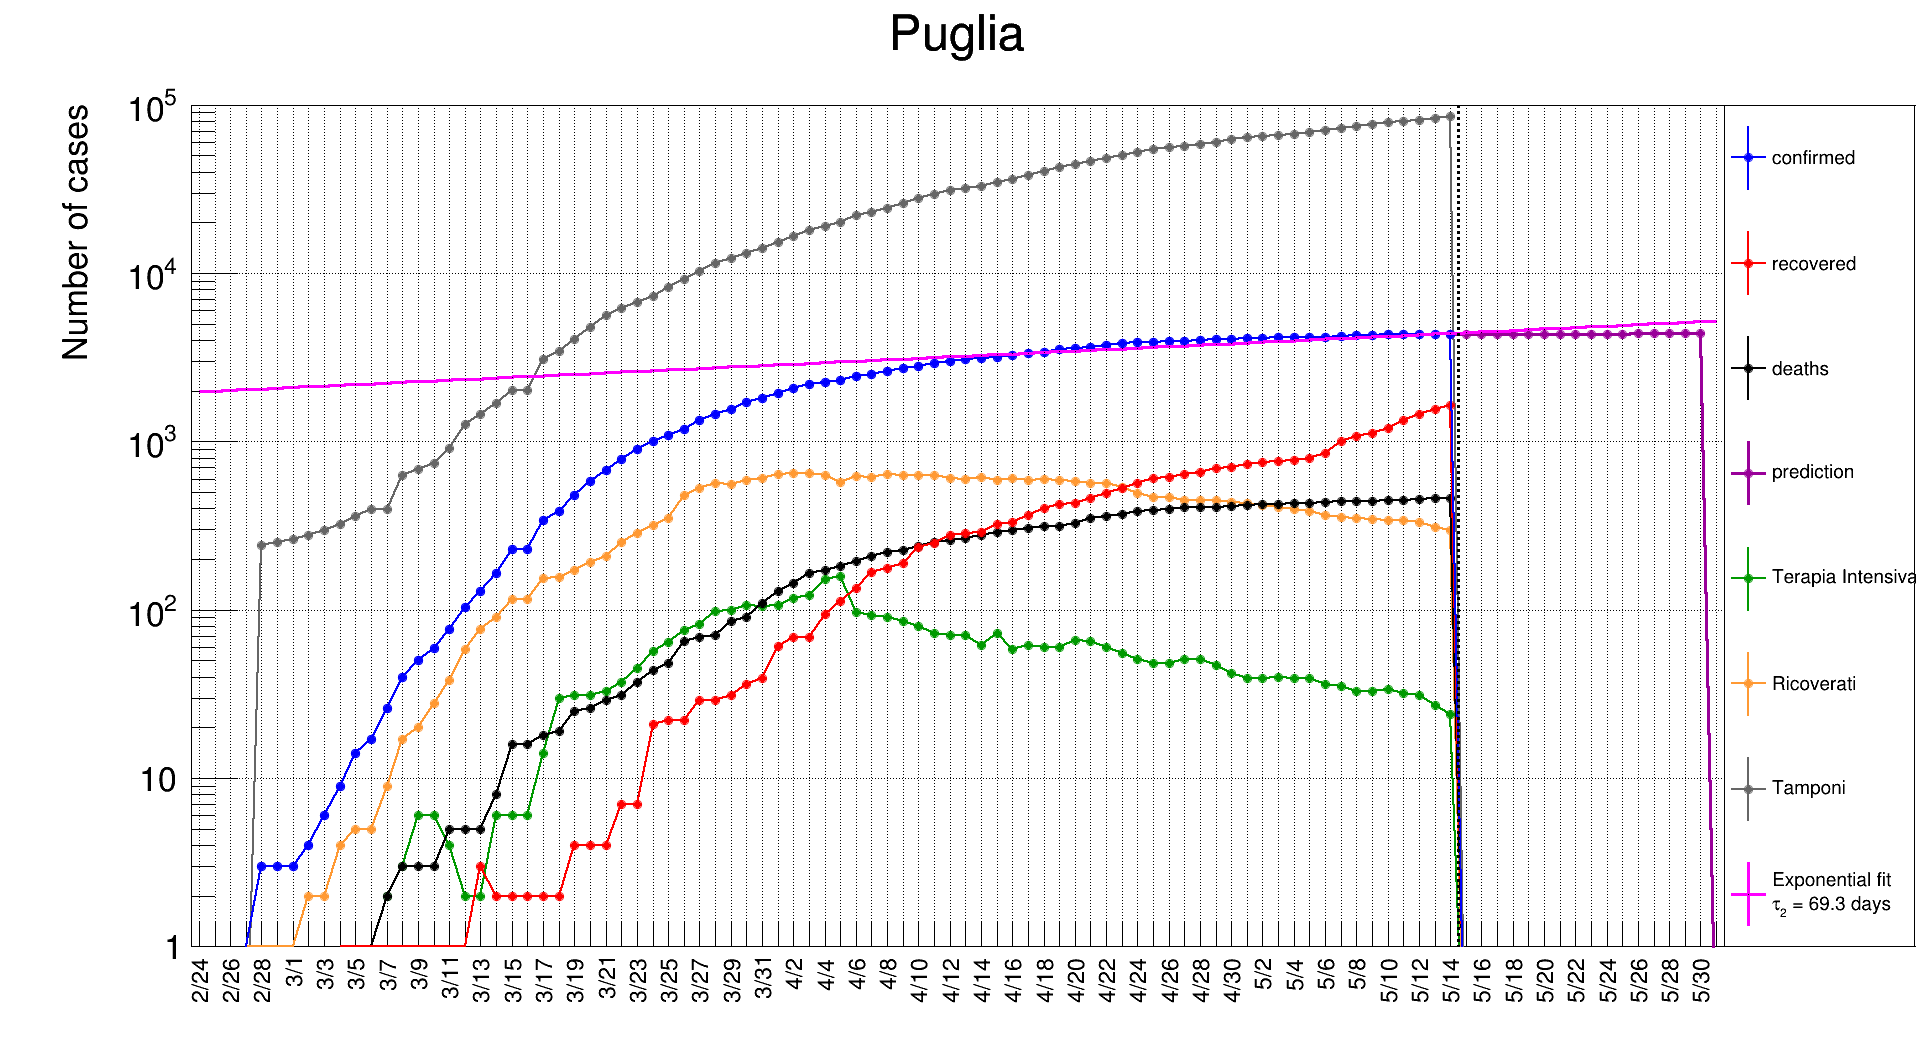 Puglia
Number of cases
10^5
10^4
10^3
10^2
10
1
2/24 2/26 2/28 3/1 3/3 3/5 3/7 3/9 3/11 3/13 3/15 3/17 3/19 3/21 3/23 3/25 3/27 3/29 3/31 4/2 4/4 4/6 4/8 4/10 4/12 4/14 4/16 4/18 4/20 4/22 4/24 4/26 4/28 4/30 5/2 5/4 5/6 5/8 5/10 5/12 5/14 5/16 5/18 5/20 5/22 5/24 5/26 5/28 5/30
confirmed
recovered
deaths
prediction
Terapia Intensiva
Ricoverati
Tamponi
Exponential fit
τ₂ = 69.3 days